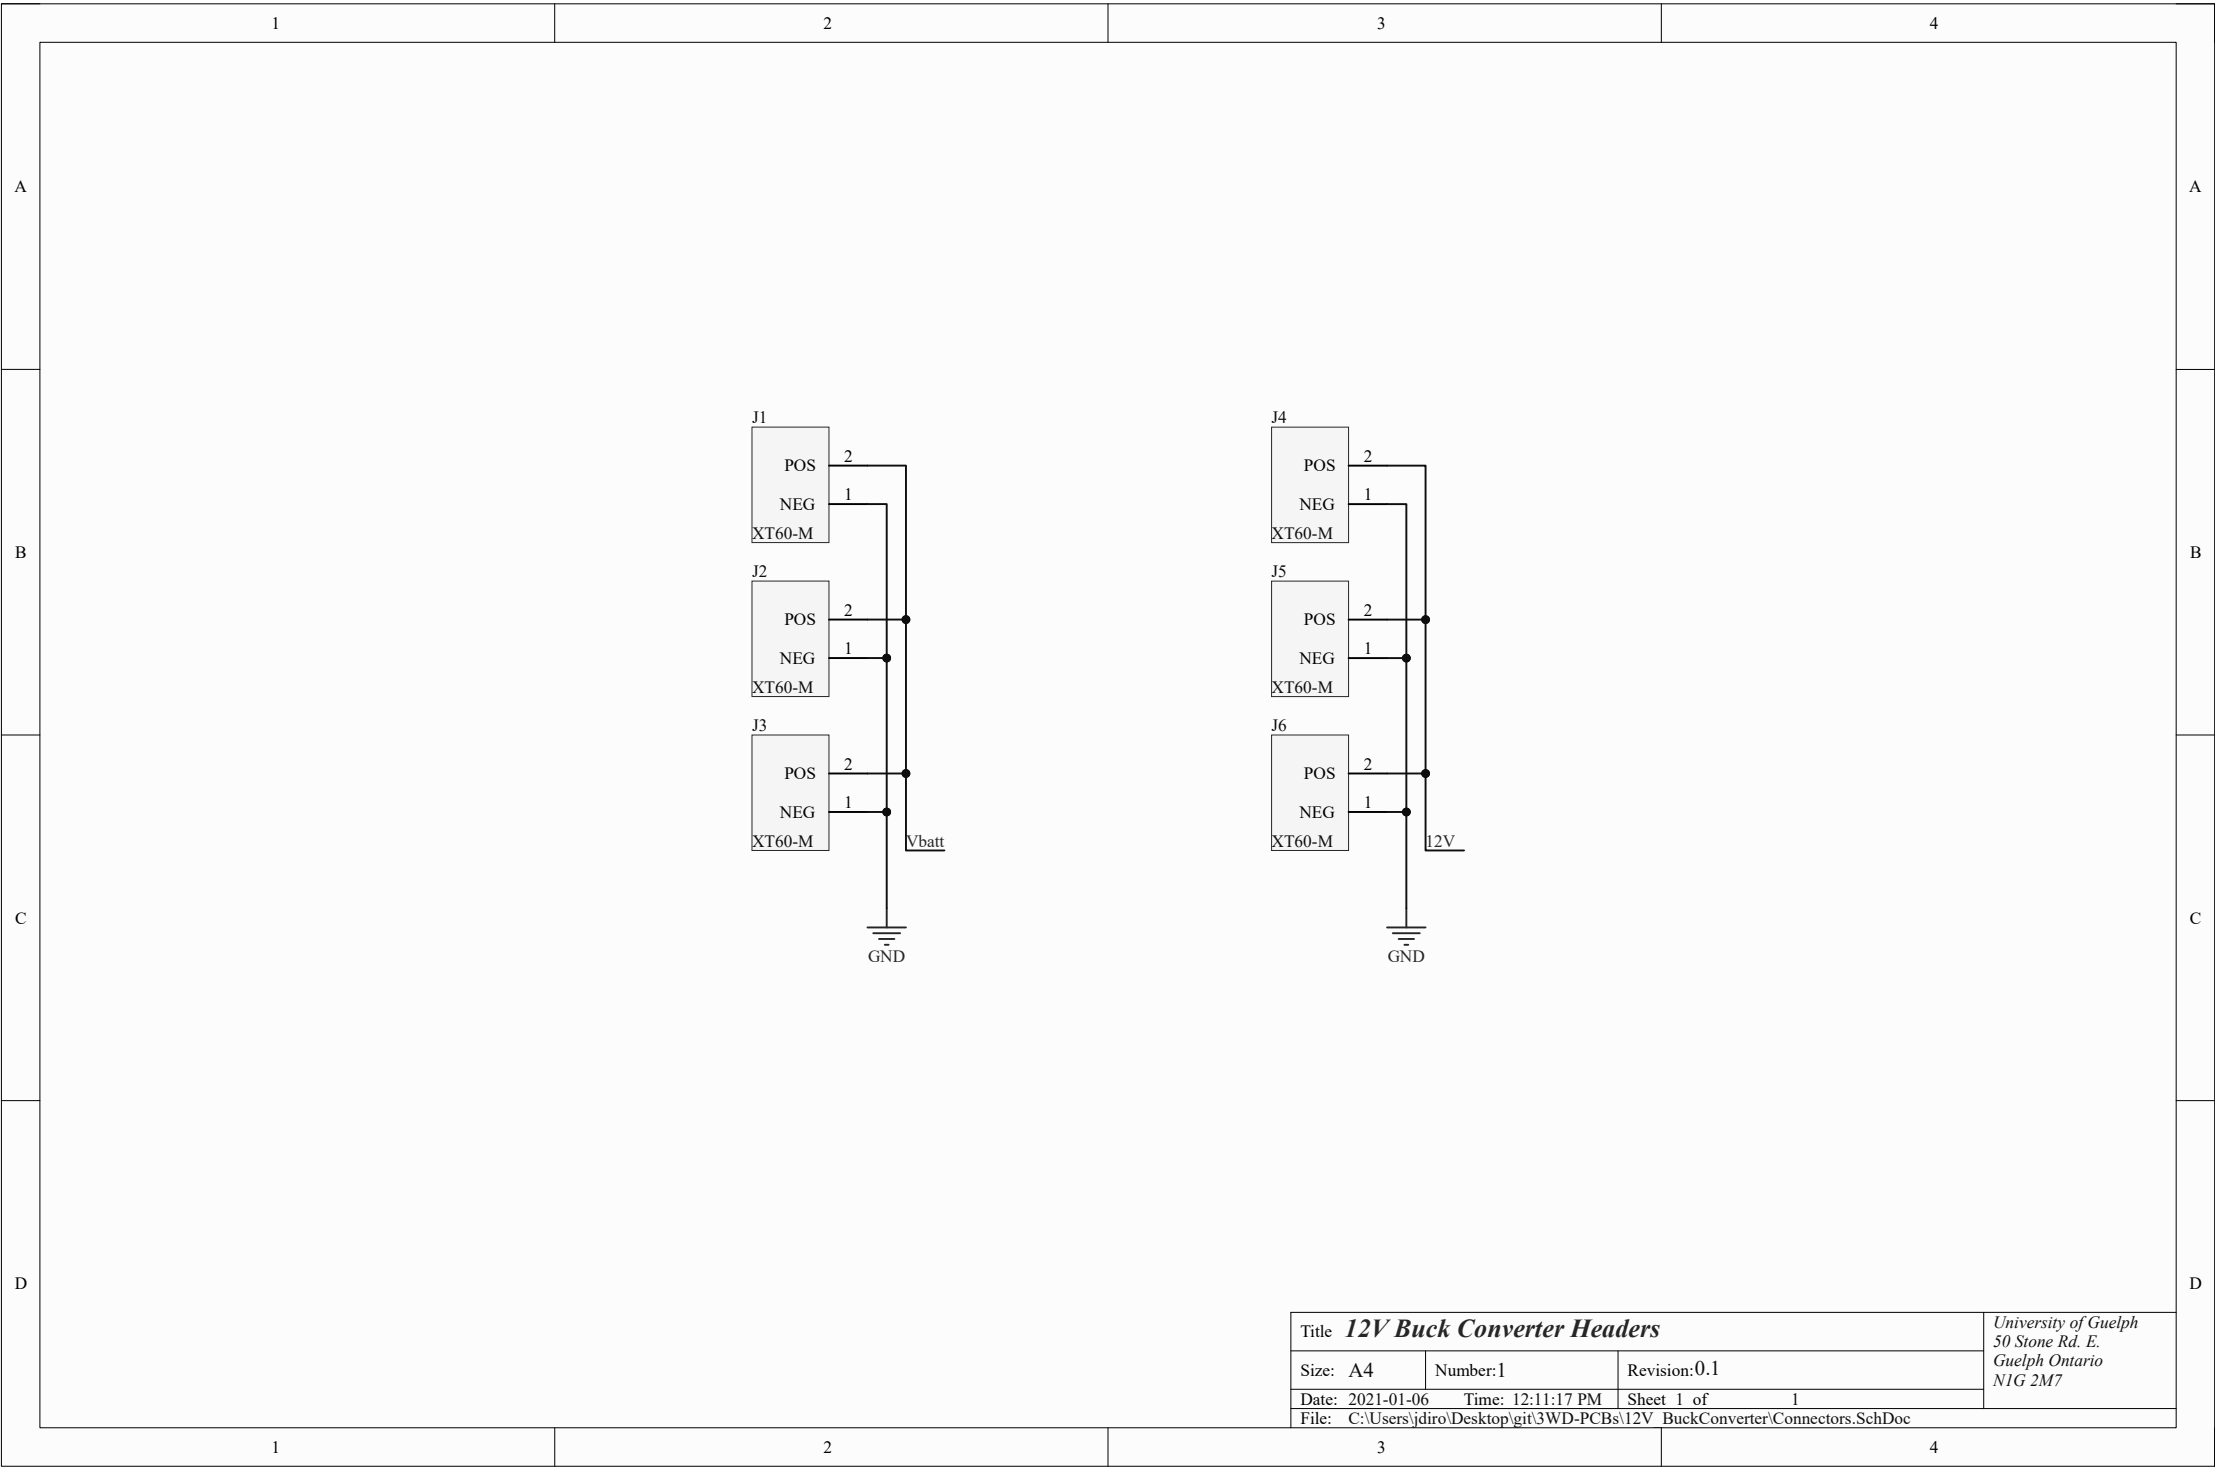 1 2 3 4
A A
J1 J4
POS 2 POS 2
NEG 1 NEG 1
XT60-M XT60-M
B B
J2 J5
POS 2 POS 2
NEG 1 NEG 1
XT60-M XT60-M
J3 J6
POS 2 POS 2
NEG 1 NEG 1
XT60-M Vbatt XT60-M 12V
C C
GND GND
D D
Title 12V Buck Converter Headers
Size: A4 Number:1 Revision:0.1
Date: 2021-01-06 Time: 12:11:17 PM Sheet 1 of 1
File: C:\Users\jdiro\Desktop\git\3WD-PCBs\12V_BuckConverter\Connectors.SchDoc
University of Guelph
50 Stone Rd. E.
Guelph Ontario
N1G 2M7
1 2 3 4